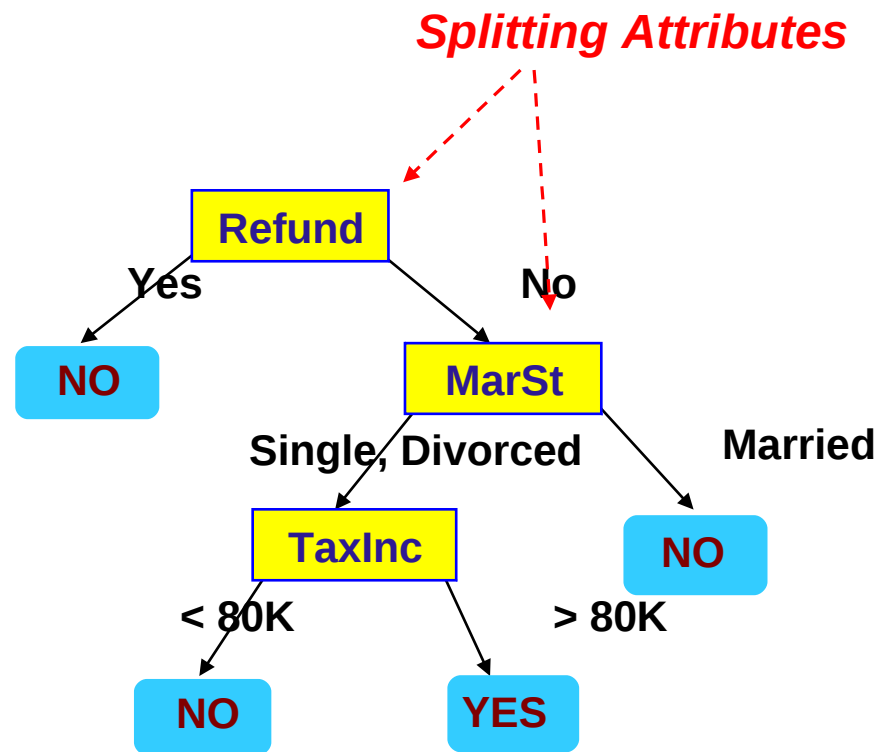 Splitting Attributes
Refund
Yes
No
NO
MarSt
Single, Divorced
Married
TaxInc
NO
< 80K
> 80K
NO
YES